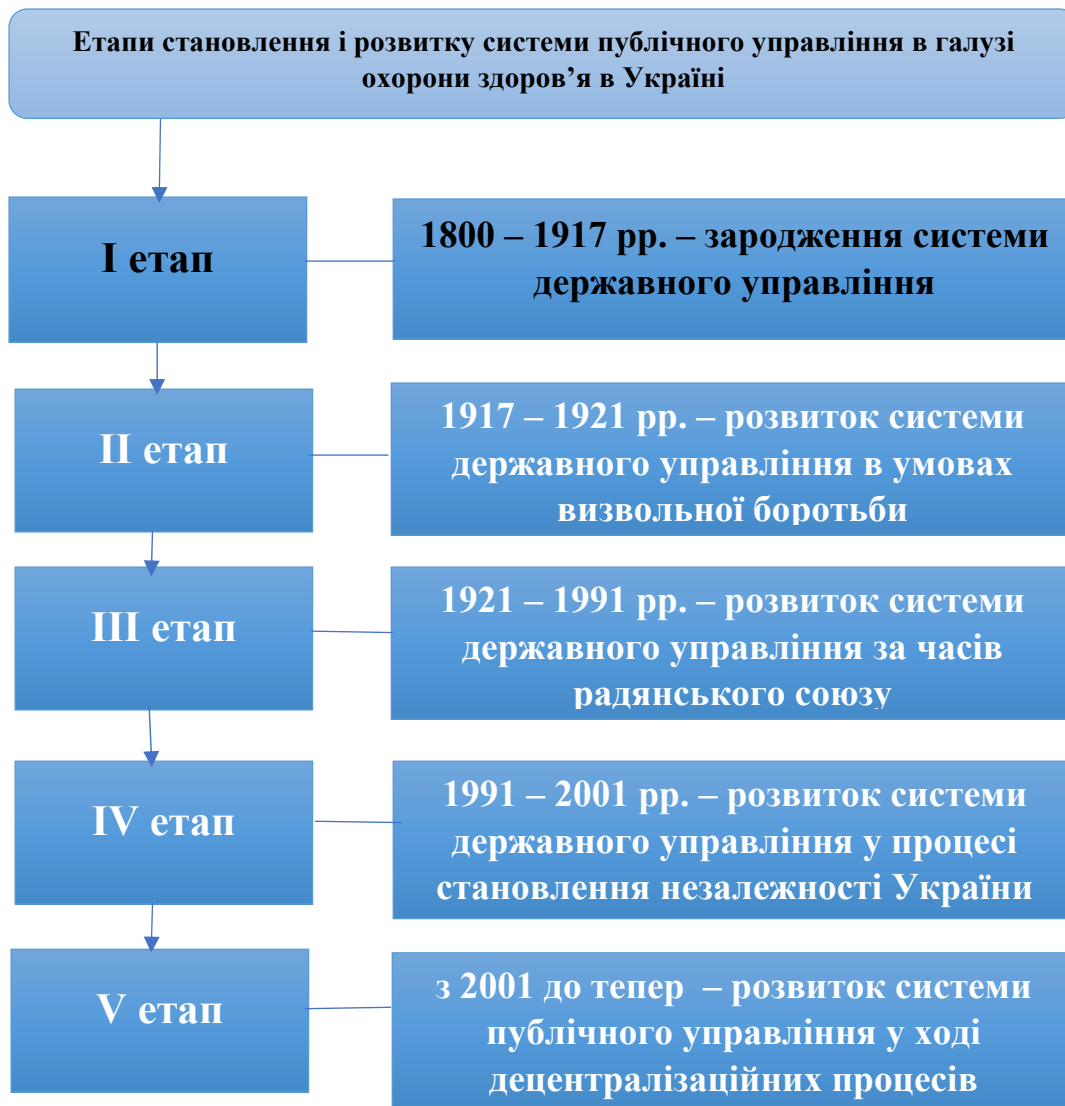 Етапи становлення і розвитку системи публічного управління в галузі
охорони здоров’я в Україні
І етап
1800 – 1917 рр. – зародження системи
державного управління
ІІ етап
1917 – 1921 рр. – розвиток системи
державного управління в умовах
визвольної боротьби
ІІІ етап
1921 – 1991 рр. – розвиток системи
державного управління за часів
радянського союзу
ІV етап
1991 – 2001 рр. – розвиток системи
державного управління у процесі
становлення незалежності України
V етап
з 2001 до тепер – розвиток системи
публічного управління у ході
децентралізаційних процесів